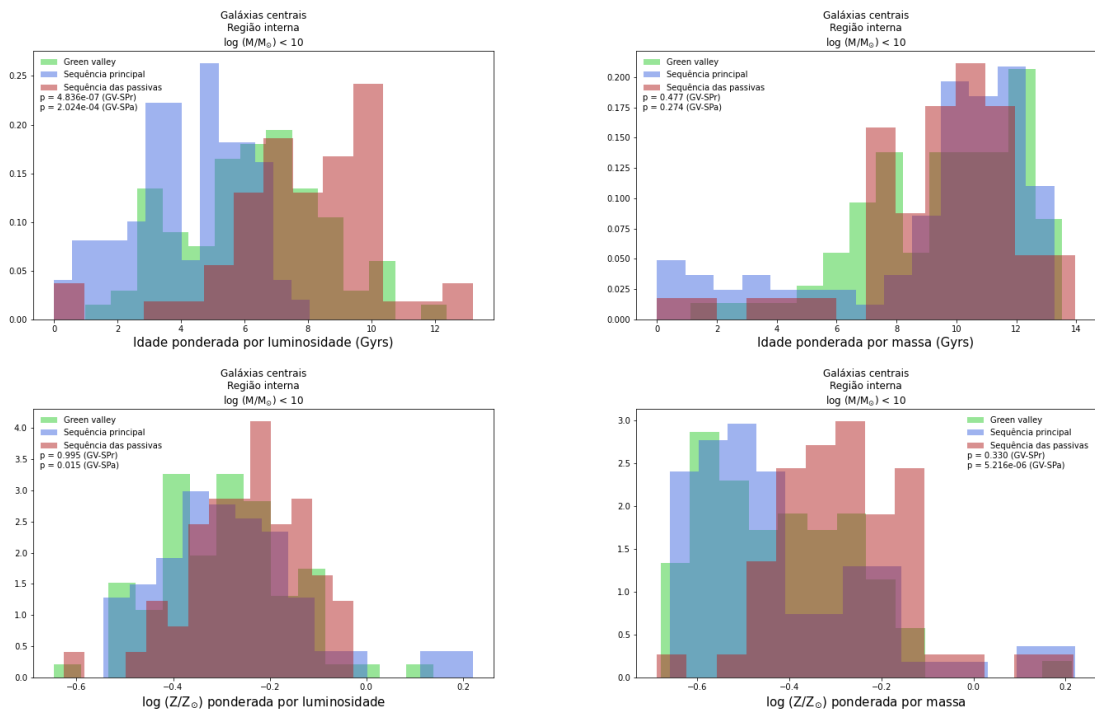 Galáxias centrais
Região interna
log (M/M☉) < 10
Green valley
Sequência principal
Sequência das passivas
p = 4.836e-07 (GV-SPr)
p = 2.024e-04 (GV-SPa)
0.25
0.20
0.15
0.10
0.05
0.00
0 2 4 6 8 10 12
Idade ponderada por luminosidade (Gyrs)
Galáxias centrais
Região interna
log (M/M☉) < 10
Green valley
Sequência principal
Sequência das passivas
p = 0.477 (GV-SPr)
p = 0.274 (GV-SPa)
0.200
0.175
0.150
0.125
0.100
0.075
0.050
0.025
0.000
0 2 4 6 8 10 12 14
Idade ponderada por massa (Gyrs)
Galáxias centrais
Região interna
log (M/M☉) < 10
Green valley
Sequência principal
Sequência das passivas
p = 0.995 (GV-SPr)
p = 0.015 (GV-SPa)
4.0
3.5
3.0
2.5
2.0
1.5
1.0
0.5
0.0
−0.6 −0.4 −0.2 0.0 0.2
log (Z/Z☉) ponderada por luminosidade
Galáxias centrais
Região interna
log (M/M☉) < 10
Green valley
Sequência principal
Sequência das passivas
p = 0.330 (GV-SPr)
p = 5.216e-06 (GV-SPa)
3.0
2.5
2.0
1.5
1.0
0.5
0.0
−0.6 −0.4 −0.2 0.0 0.2
log (Z/Z☉) ponderada por massa